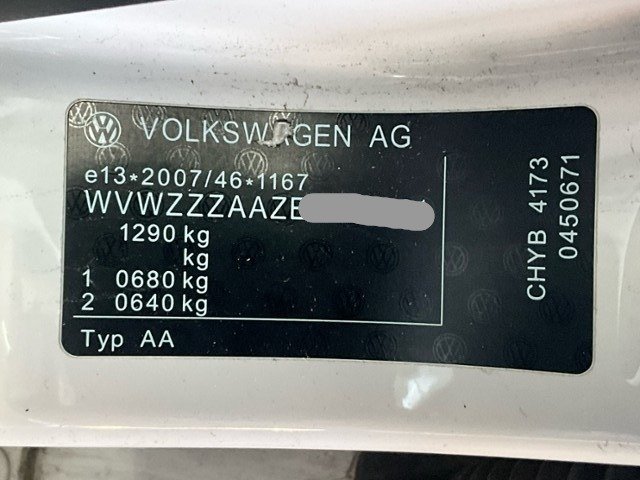 VOLKSWAGEN AG
e13*2007/46*1167
WVWZZZAAZE
1290 kg
kg
1 0680 kg
2 0640 kg
Typ AA
CHYB 4173
0450671